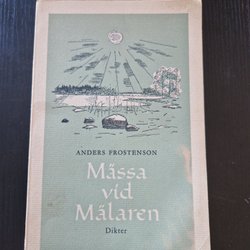 ANDERS FROSTENSON
Mässa
vid
Mälaren
Dikter